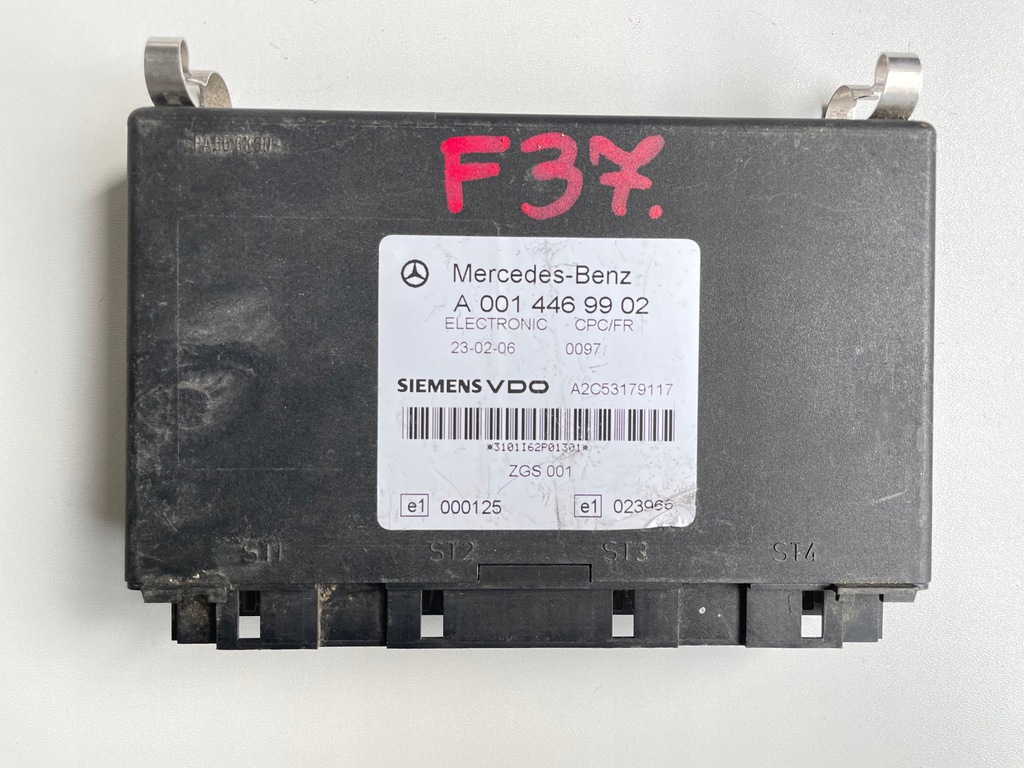 F37.
Mercedes-Benz
A 001 446 99 02
ELECTRONIC CPC/FR
23-02-06 0097
SIEMENS VDO A2C53179117
*3101I62P01301*
ZGS 001
e1 000125 e1 023966
ST1 ST2 ST3 ST4